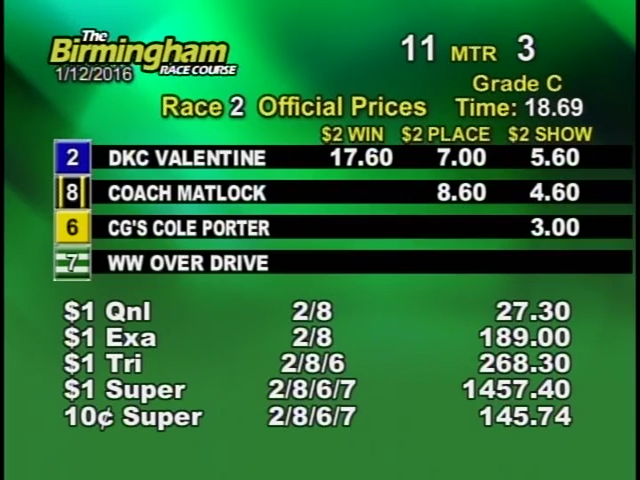 The
Birmingham
RACE COURSE
1/12/2016
11 MTR 3
Grade C
Race 2 Official Prices Time: 18.69
$2 WIN $2 PLACE $2 SHOW
2 DKC VALENTINE 17.60 7.00 5.60
8 COACH MATLOCK 8.60 4.60
6 CG'S COLE PORTER 3.00
7 WW OVER DRIVE
$1 Qnl 2/8 27.30
$1 Exa 2/8 189.00
$1 Tri 2/8/6 268.30
$1 Super 2/8/6/7 1457.40
10¢ Super 2/8/6/7 145.74